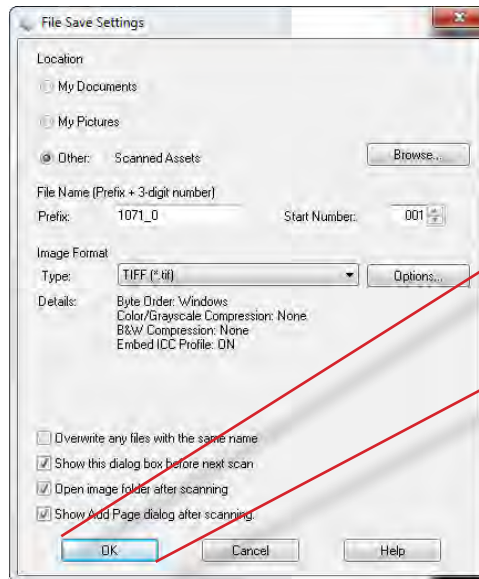 File Save Settings
Location
My Documents
My Pictures
Other: Scanned Assets Browse...
File Name (Prefix + 3-digit number)
Prefix: 1071_0 Start Number: 001
Image Format
Type: TIFF (*.tif) Options...
Details: Byte Order: Windows
Color/Grayscale Compression: None
B&W Compression: None
Embed ICC Profile: ON
Overwrite any files with the same name
Show this dialog box before next scan
Open image folder after scanning
Show Add Page dialog after scanning.
OK Cancel Help